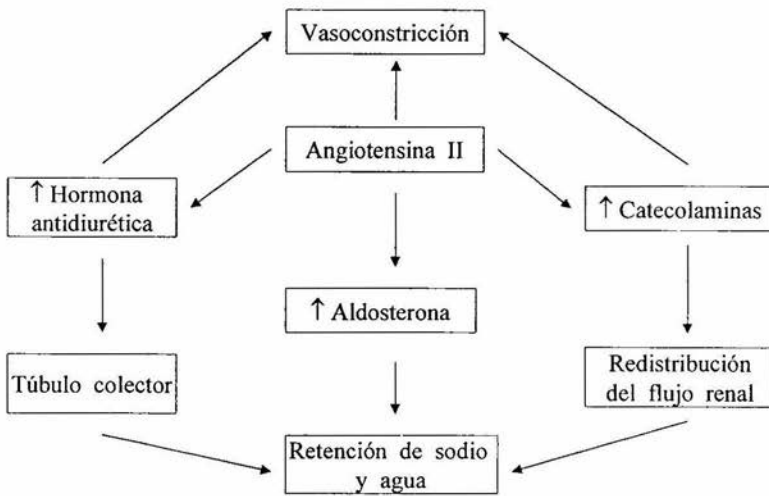 Vasoconstricción
Angiotensina II
↑ Hormona
antidiurética
↑ Catecolaminas
↑ Aldosterona
Túbulo colector
Redistribución
del flujo renal
Retención de sodio
y agua